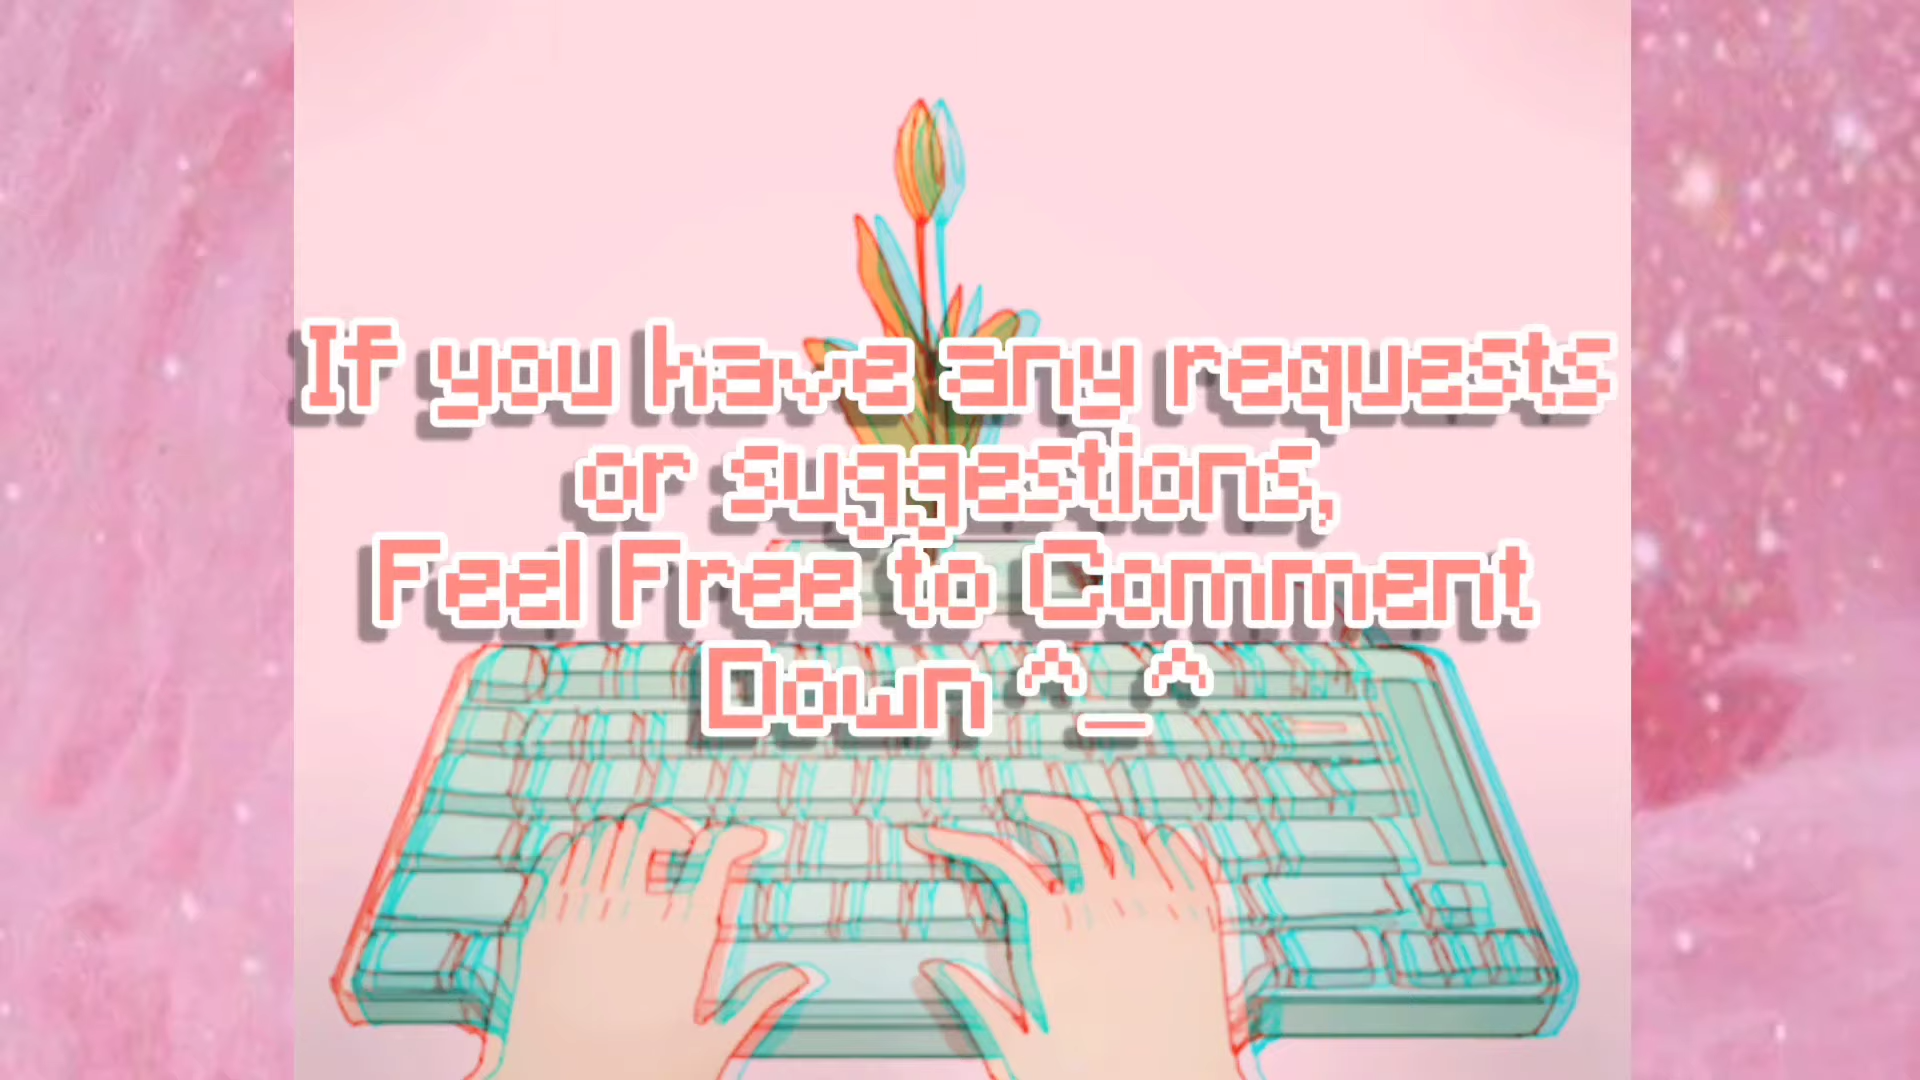 If you have any requests
or suggestions,
Feel Free to Comment
Down ^_^